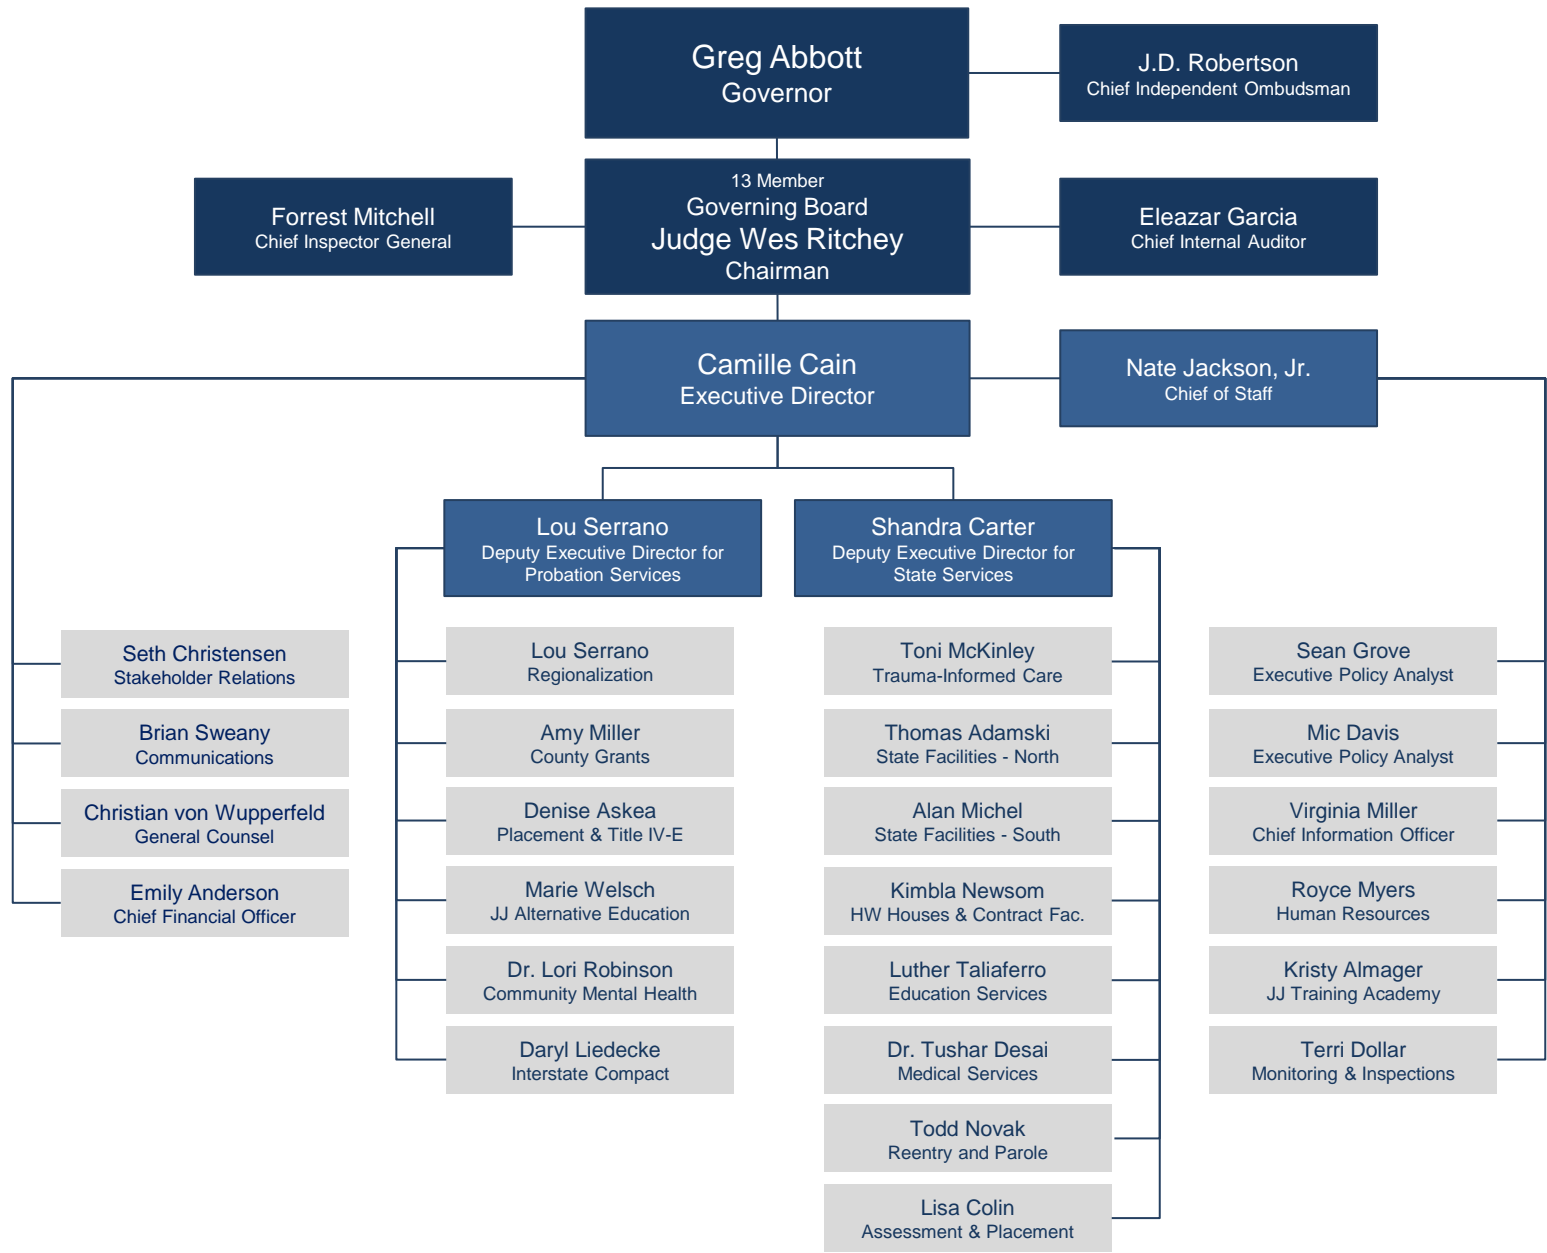 Greg Abbott
Governor
J.D. Robertson
Chief Independent Ombudsman
Forrest Mitchell
Chief Inspector General
13 Member
Governing Board
Judge Wes Ritchey
Chairman
Eleazar Garcia
Chief Internal Auditor
Camille Cain
Executive Director
Nate Jackson, Jr.
Chief of Staff
Lou Serrano
Deputy Executive Director for
Probation Services
Shandra Carter
Deputy Executive Director for
State Services
Seth Christensen
Stakeholder Relations
Brian Sweany
Communications
Christian von Wupperfeld
General Counsel
Emily Anderson
Chief Financial Officer
Lou Serrano
Regionalization
Amy Miller
County Grants
Denise Askea
Placement & Title IV-E
Marie Welsch
JJ Alternative Education
Dr. Lori Robinson
Community Mental Health
Daryl Liedecke
Interstate Compact
Toni McKinley
Trauma-Informed Care
Thomas Adamski
State Facilities - North
Alan Michel
State Facilities - South
Kimbla Newsom
HW Houses & Contract Fac.
Luther Taliaferro
Education Services
Dr. Tushar Desai
Medical Services
Todd Novak
Reentry and Parole
Lisa Colin
Assessment & Placement
Sean Grove
Executive Policy Analyst
Mic Davis
Executive Policy Analyst
Virginia Miller
Chief Information Officer
Royce Myers
Human Resources
Kristy Almager
JJ Training Academy
Terri Dollar
Monitoring & Inspections